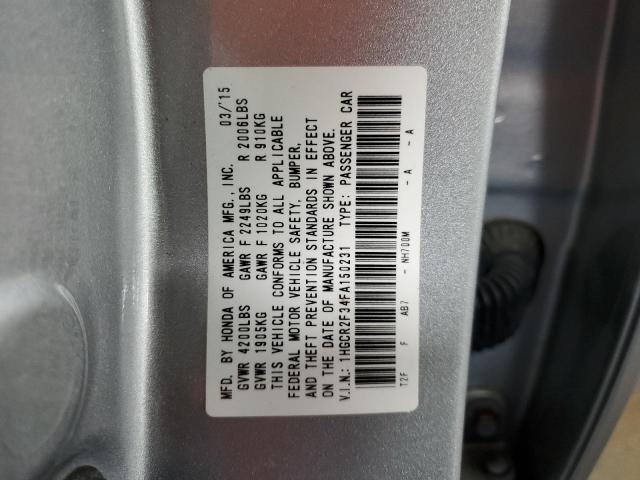 MFD. BY HONDA OF AMERICA MFG., INC. 03/'15
GVWR 4200LBS GAWR F 2249LBS R 2006LBS
GVWR 1905KG GAWR F 1020KG R 910KG
THIS VEHICLE CONFORMS TO ALL APPLICABLE
FEDERAL MOTOR VEHICLE SAFETY, BUMPER,
AND THEFT PREVENTION STANDARDS IN EFFECT
ON THE DATE OF MANUFACTURE SHOWN ABOVE.
V.I.N.: 1HGCR2F34FA150231 TYPE: PASSENGER CAR
T2F F AB7 - NH700M - A - A